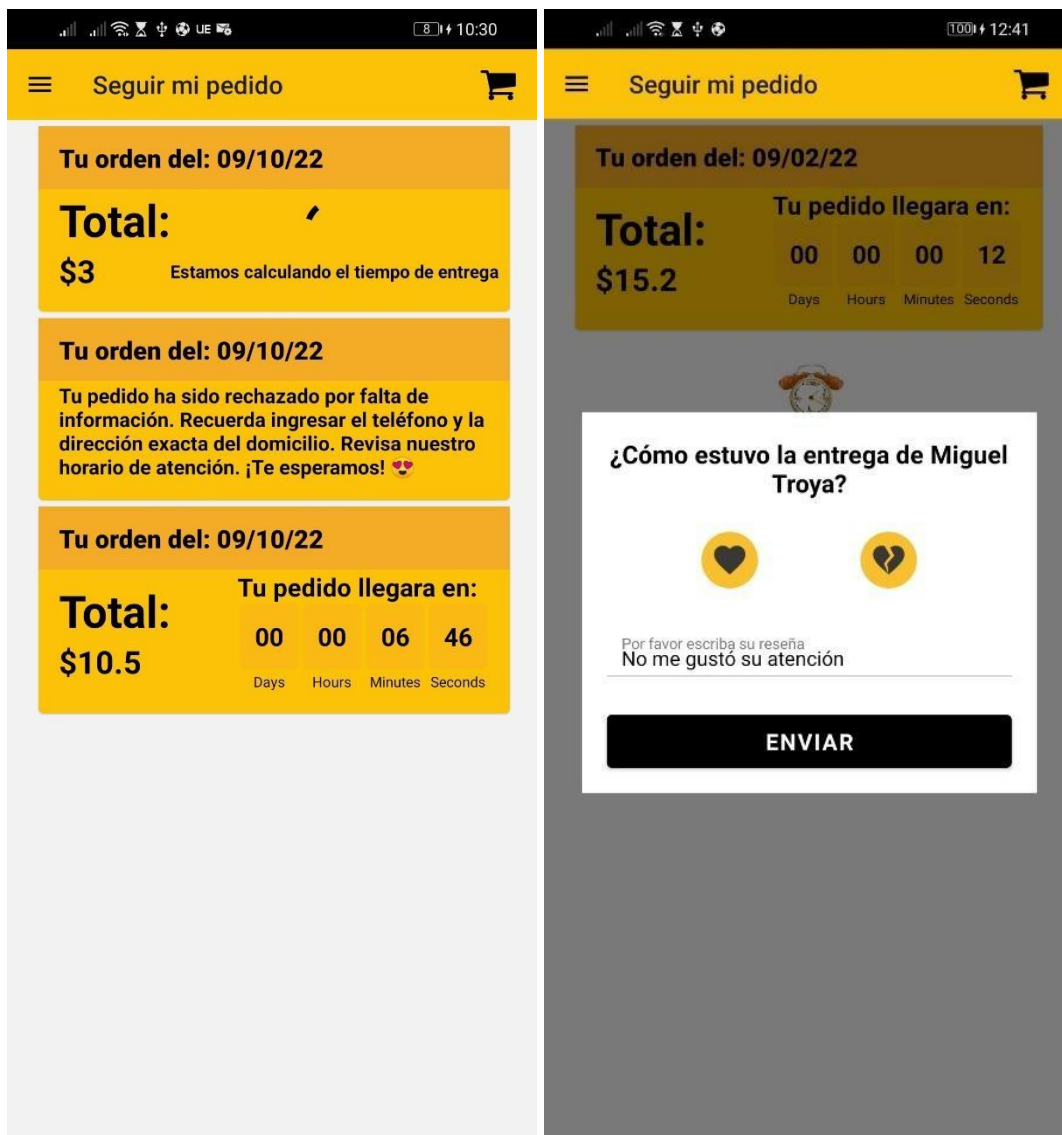 UE 8 10:30
Seguir mi pedido
Tu orden del: 09/10/22
Total:
$3
Estamos calculando el tiempo de entrega
Tu orden del: 09/10/22
Tu pedido ha sido rechazado por falta de
información. Recuerda ingresar el teléfono y la
dirección exacta del domicilio. Revisa nuestro
horario de atención. ¡Te esperamos! 😍
Tu orden del: 09/10/22
Total:
$10.5
Tu pedido llegara en:
00 00 06 46
Days Hours Minutes Seconds
100 12:41
Seguir mi pedido
Tu orden del: 09/02/22
Total:
$15.2
Tu pedido llegara en:
00 00 00 12
Days Hours Minutes Seconds
¿Cómo estuvo la entrega de Miguel
Troya?
Por favor escriba su reseña
No me gustó su atención
ENVIAR